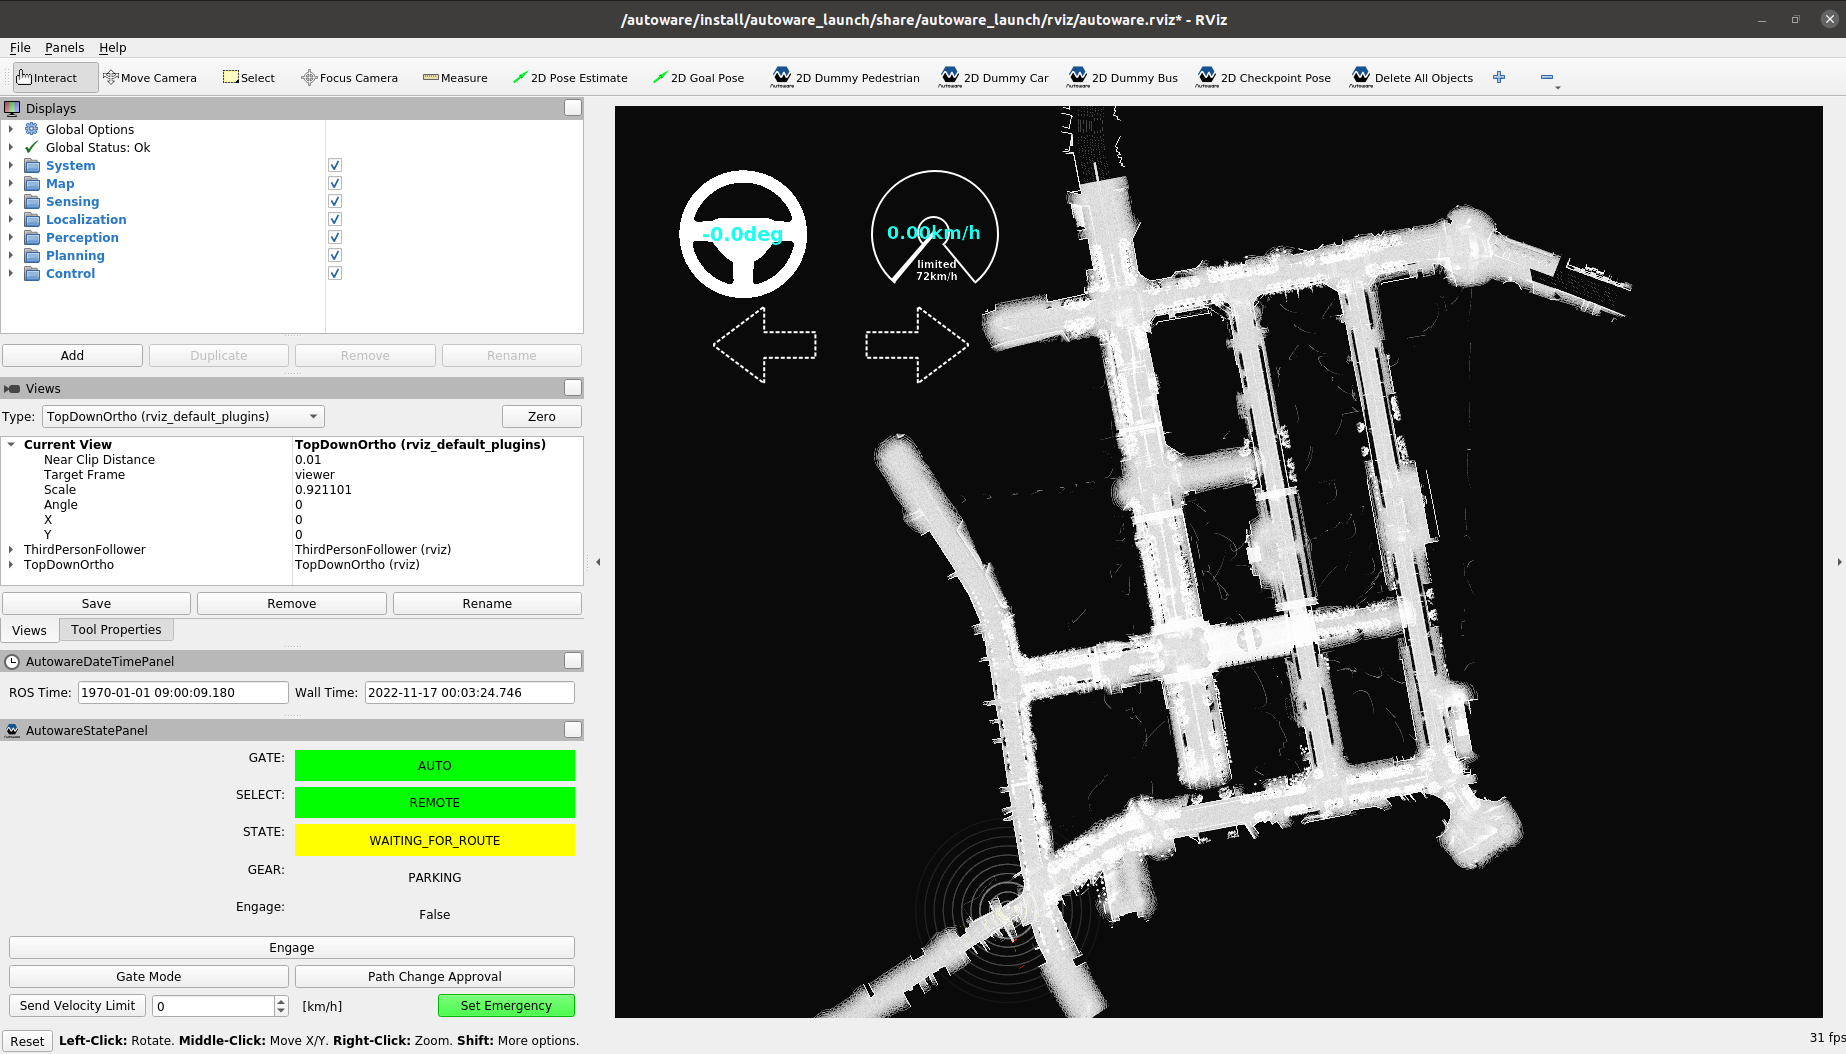 /autoware/install/autoware_launch/share/autoware_launch/rviz/autoware.rviz* - RViz
File Panels Help
Interact Move Camera Select Focus Camera Measure 2D Pose Estimate 2D Goal Pose 2D Dummy Pedestrian 2D Dummy Car 2D Dummy Bus 2D Checkpoint Pose Delete All Objects
Displays
Global Options
Global Status: Ok
System
Map
Sensing
Localization
Perception
Planning
Control
Add Duplicate Remove Rename
Views
Type: TopDownOrtho (rviz_default_plugins) Zero
Current View TopDownOrtho (rviz_default_plugins)
Near Clip Distance 0.01
Target Frame viewer
Scale 0.921101
Angle 0
X 0
Y 0
ThirdPersonFollower ThirdPersonFollower (rviz)
TopDownOrtho TopDownOrtho (rviz)
Save Remove Rename
Views Tool Properties
AutowareDateTimePanel
ROS Time: 1970-01-01 09:00:09.180 Wall Time: 2022-11-17 00:03:24.746
AutowareStatePanel
GATE: AUTO
SELECT: REMOTE
STATE: WAITING_FOR_ROUTE
GEAR: PARKING
Engage: False
Engage
Gate Mode Path Change Approval
Send Velocity Limit 0 [km/h] Set Emergency
Reset Left-Click: Rotate. Middle-Click: Move X/Y. Right-Click: Zoom. Shift: More options.
-0.0deg
0.00km/h
limited
72km/h
31 fps